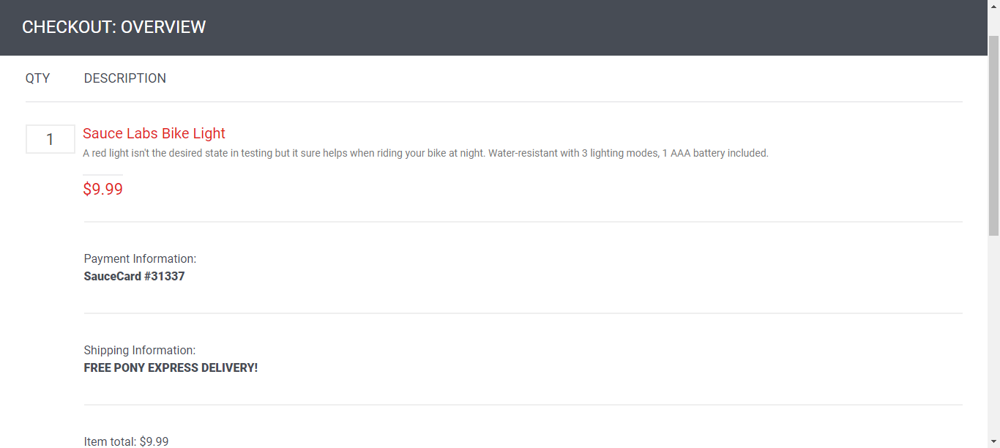 CHECKOUT: OVERVIEW
QTY DESCRIPTION
1 Sauce Labs Bike Light
A red light isn't the desired state in testing but it sure helps when riding your bike at night. Water-resistant with 3 lighting modes, 1 AAA battery included.
$9.99
Payment Information:
SauceCard #31337
Shipping Information:
FREE PONY EXPRESS DELIVERY!
Item total: $9.99